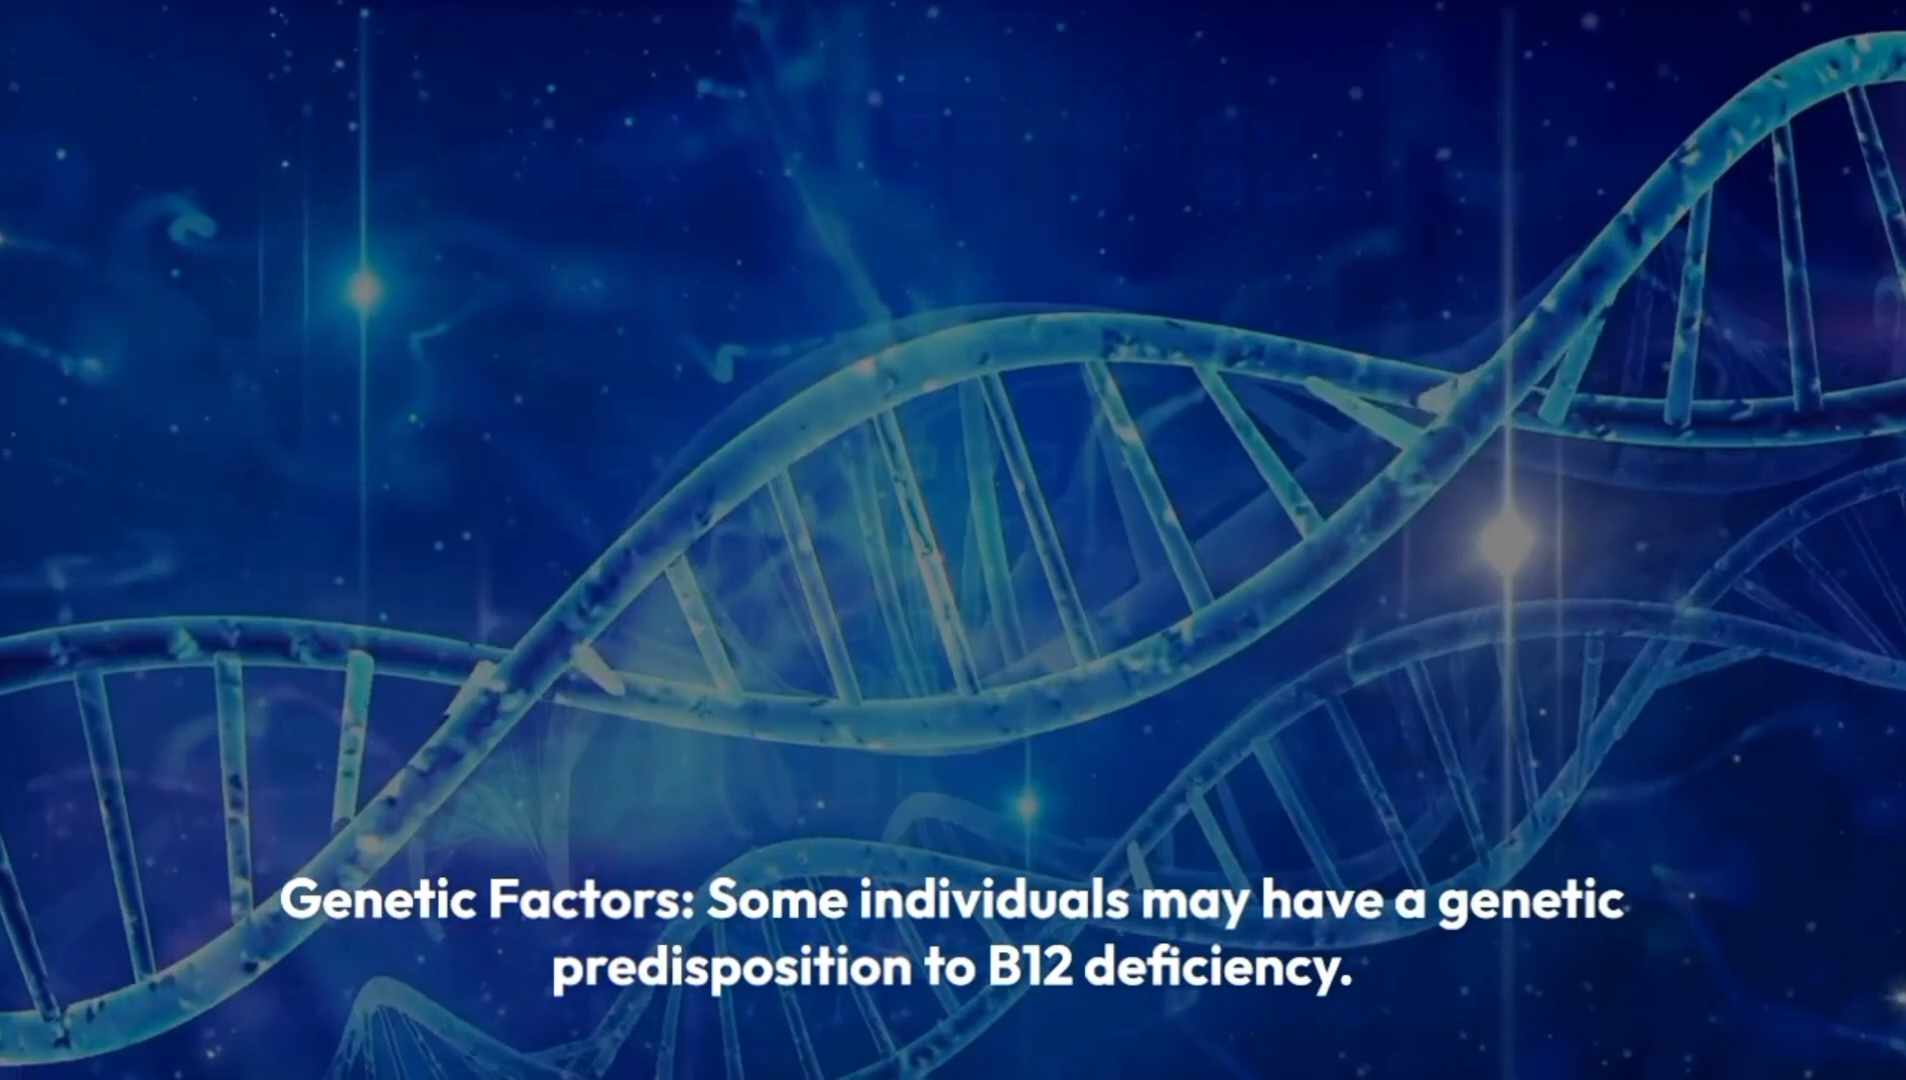 Genetic Factors: Some individuals may have a genetic
predisposition to B12 deficiency.